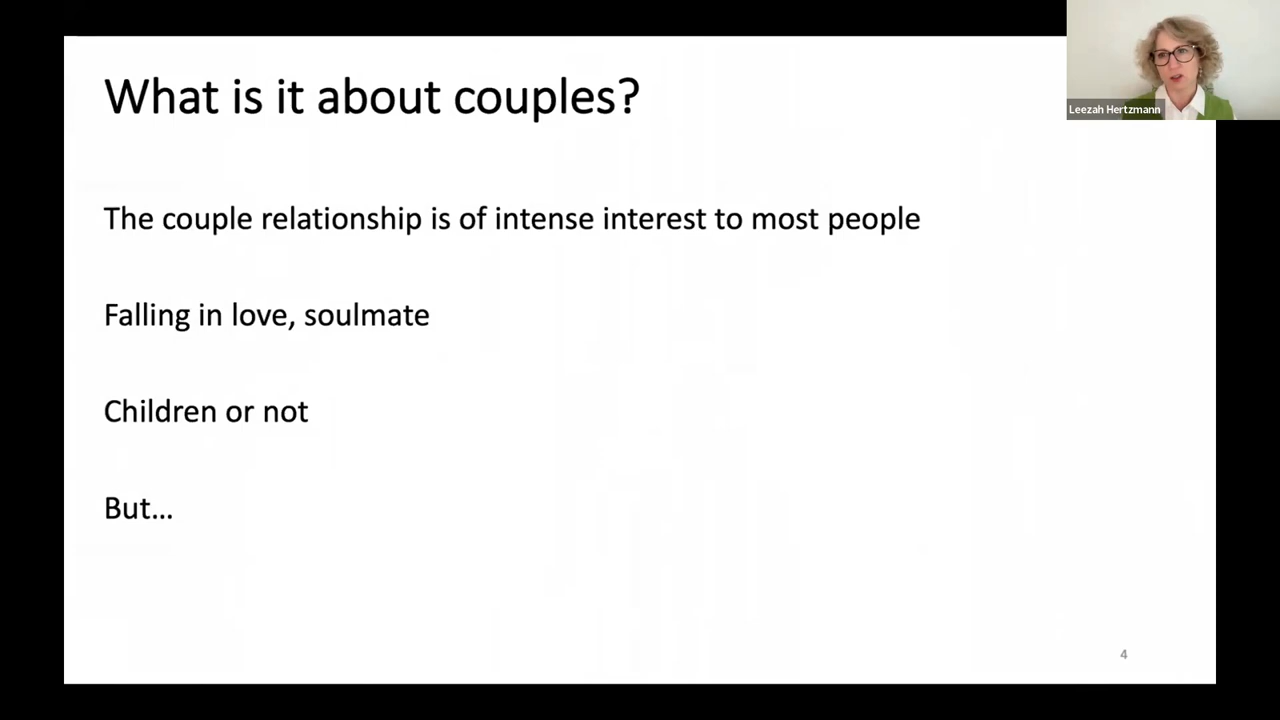 What is it about couples?
Leezah Hertzmann
The couple relationship is of intense interest to most people
Falling in love, soulmate
Children or not
But...
4